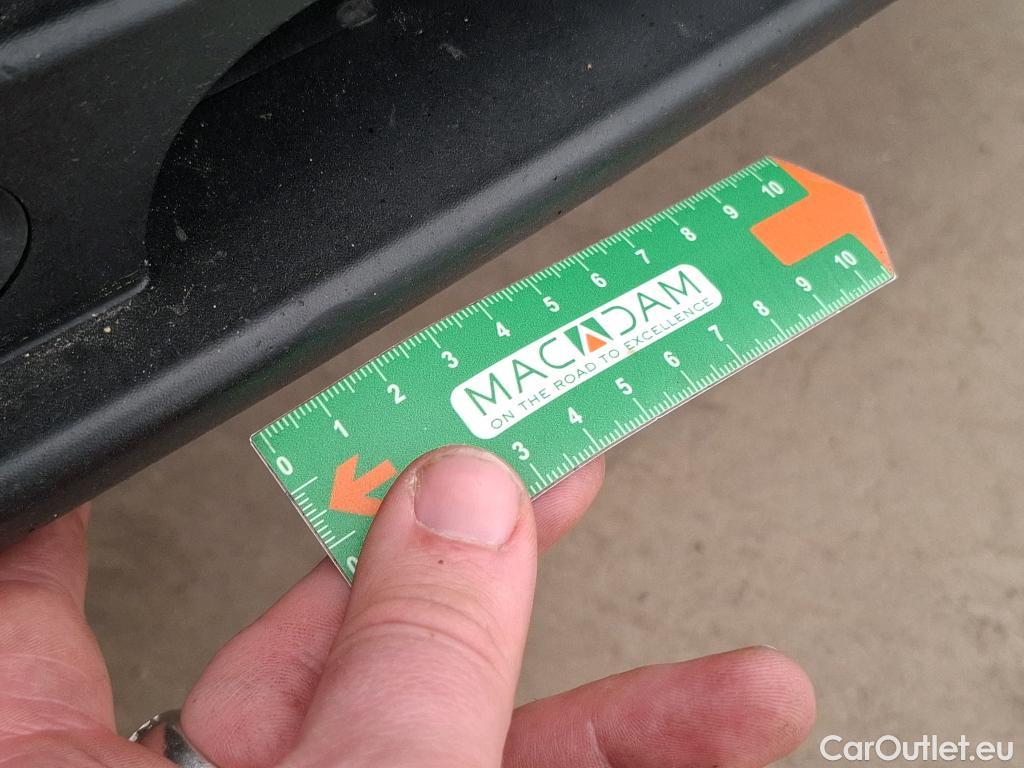 0 1 2 3 4 5 6 7 8 9 10
MACADAM
ON THE ROAD TO EXCELLENCE
0 3 4 5 6 7 8 9 10
CarOutlet.eu